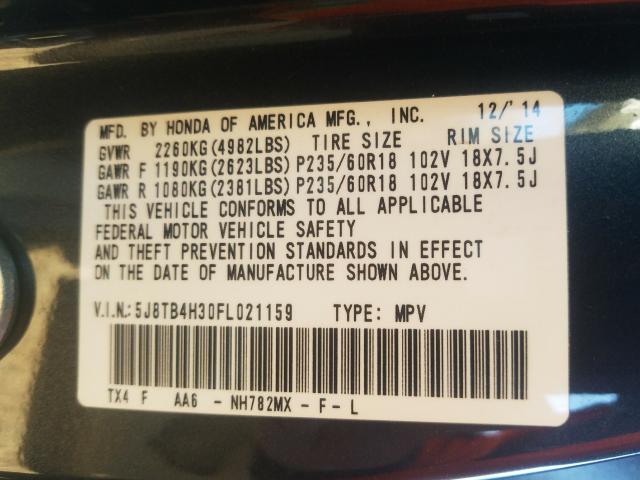 MFD. BY HONDA OF AMERICA MFG., INC. 12/'14
GVWR 2260KG(4982LBS) TIRE SIZE RIM SIZE
GAWR F 1190KG(2623LBS) P235/60R18 102V 18X7.5J
GAWR R 1080KG(2381LBS) P235/60R18 102V 18X7.5J
THIS VEHICLE CONFORMS TO ALL APPLICABLE
FEDERAL MOTOR VEHICLE SAFETY
AND THEFT PREVENTION STANDARDS IN EFFECT
ON THE DATE OF MANUFACTURE SHOWN ABOVE.
V.I.N.: 5J8TB4H30FL021159 TYPE: MPV
TX4 F AA6 - NH782MX - F - L